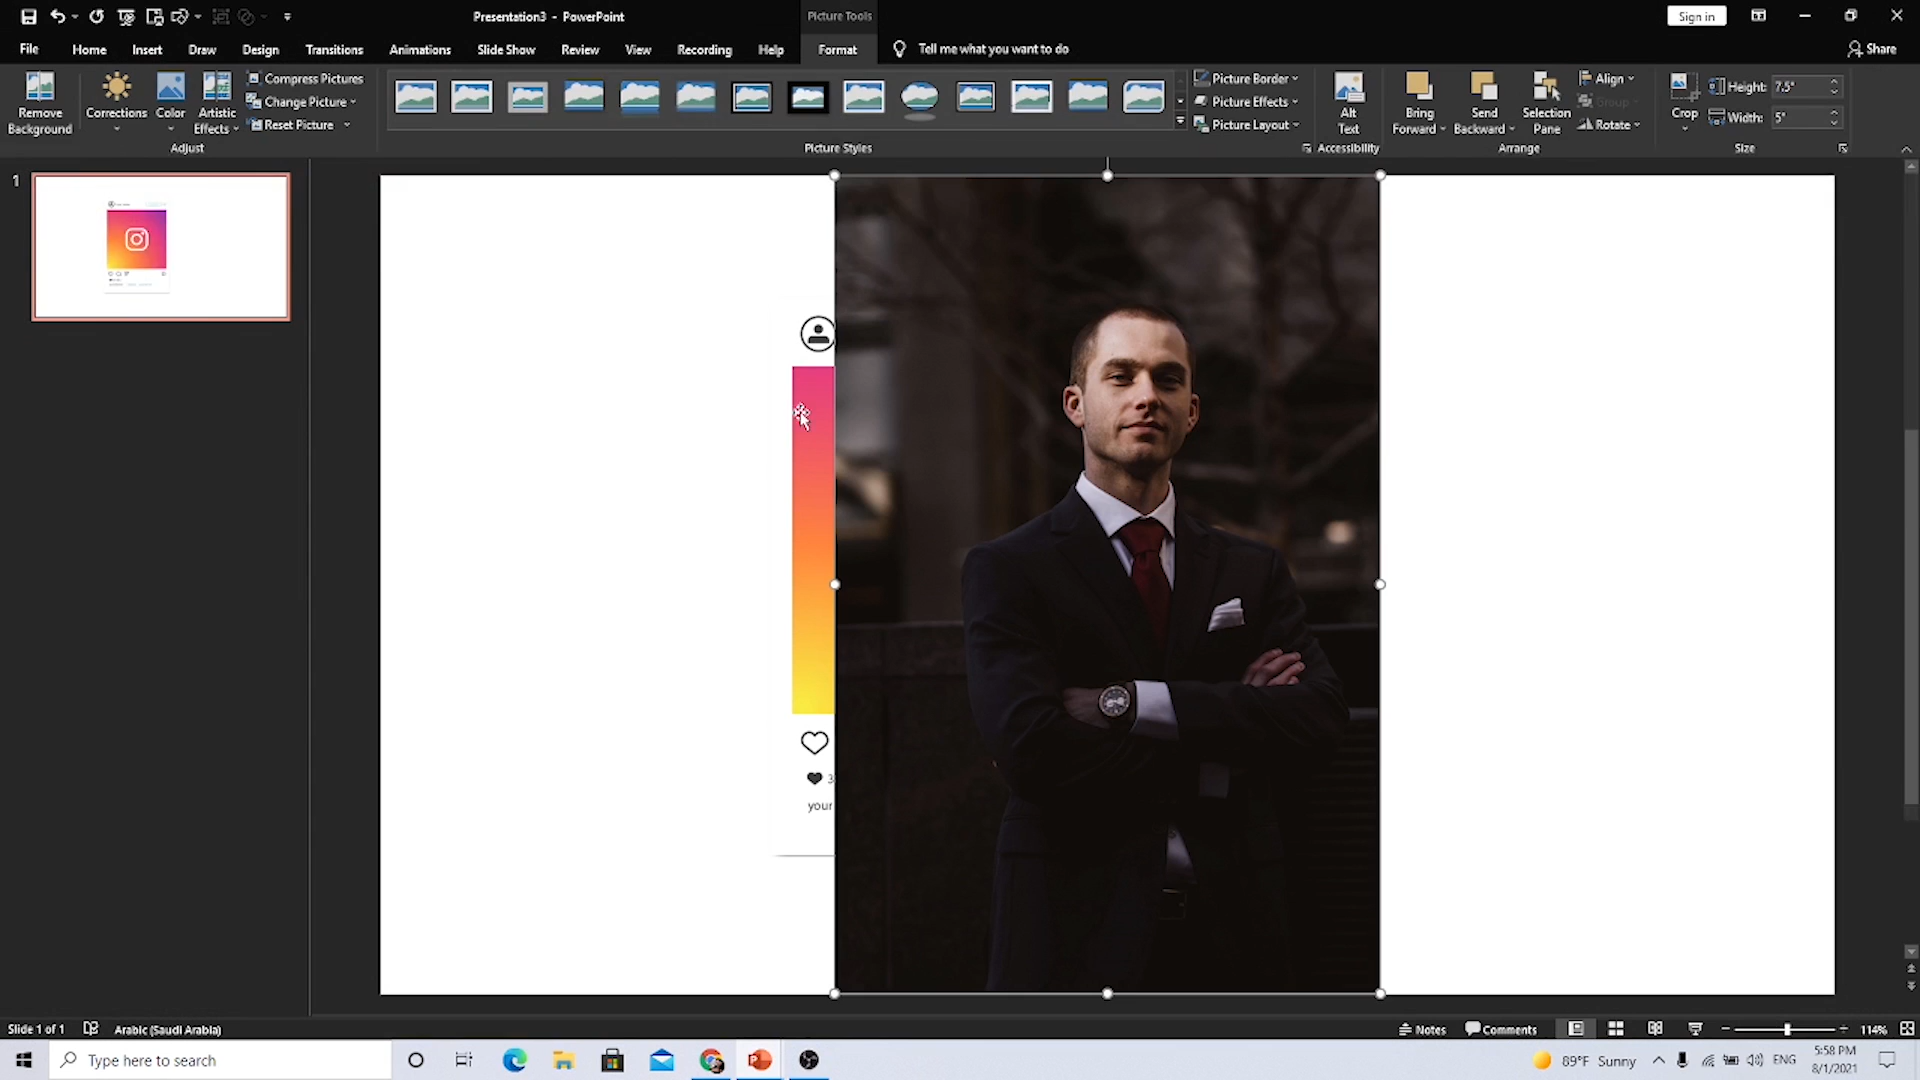 Presentation3 - PowerPoint
Picture Tools
Sign in
File
Home
Insert
Draw
Design
Transitions
Animations
Slide Show
Review
View
Recording
Help
Format
Tell me what you want to do
Share
Remove Background
Corrections
Color
Artistic Effects
Compress Pictures
Change Picture
Reset Picture
Adjust
Picture Styles
Picture Border
Picture Effects
Picture Layout
Alt Text
Accessibility
Bring Forward
Send Backward
Selection Pane
Align
Group
Rotate
Arrange
Crop
Height: 7.5"
Width: 5"
Size
1
3
your
Slide 1 of 1
Arabic (Saudi Arabia)
Notes
Comments
114%
Type here to search
89°F Sunny
ENG
5:58 PM
8/1/2021